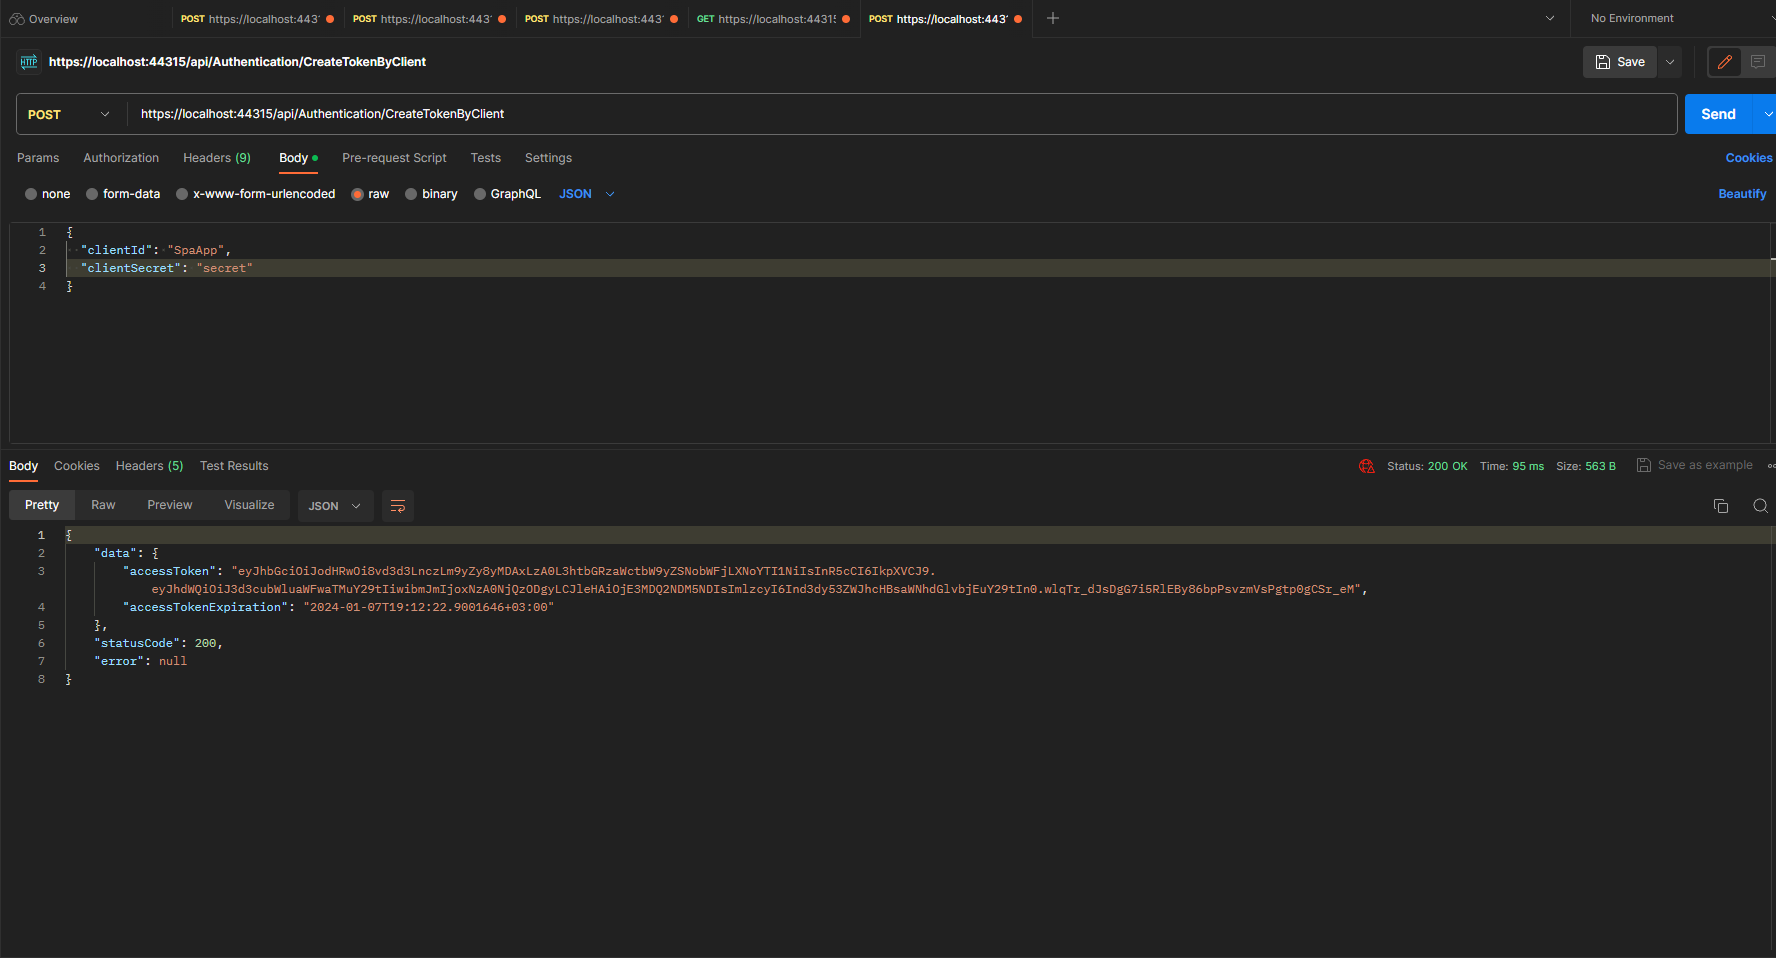 Overview POST https://localhost:443 POST https://localhost:443 POST https://localhost:443 GET https://localhost:44315 POST https://localhost:443 No Environment
HTTP https://localhost:44315/api/Authentication/CreateTokenByClient Save
POST https://localhost:44315/api/Authentication/CreateTokenByClient Send
Params Authorization Headers (9) Body Pre-request Script Tests Settings Cookies
none form-data x-www-form-urlencoded raw binary GraphQL JSON Beautify
1 {
2 "clientId": "SpaApp",
3 "clientSecret": "secret"
4 }
Body Cookies Headers (5) Test Results Status: 200 OK Time: 95 ms Size: 563 B Save as example
Pretty Raw Preview Visualize JSON
1 {
2 "data": {
3 "accessToken": "eyJhbGciOiJodHRwOi8vd3d3LnczLm9yZy8yMDAxLzA0L3htbGRzaWctbW9yZSNobWFjLXNoYTI1NiIsInR5cCI6IkpXVCJ9.
eyJhdWQiOiJ3d3cubWluaWFwaTMuY29tIiwibmJmIjoxNzA0NjQzODgyLCJleHAiOjE3MDQ2NDM5NDIsImlzcyI6Ind3dy53ZWJhcHBsaWNhdGlvbjEuY29tIn0.wlqTr_dJsDgG7i5RlEBy86bpPsvzmVsPgtp0gCSr_eM",
4 "accessTokenExpiration": "2024-01-07T19:12:22.9001646+03:00"
5 },
6 "statusCode": 200,
7 "error": null
8 }